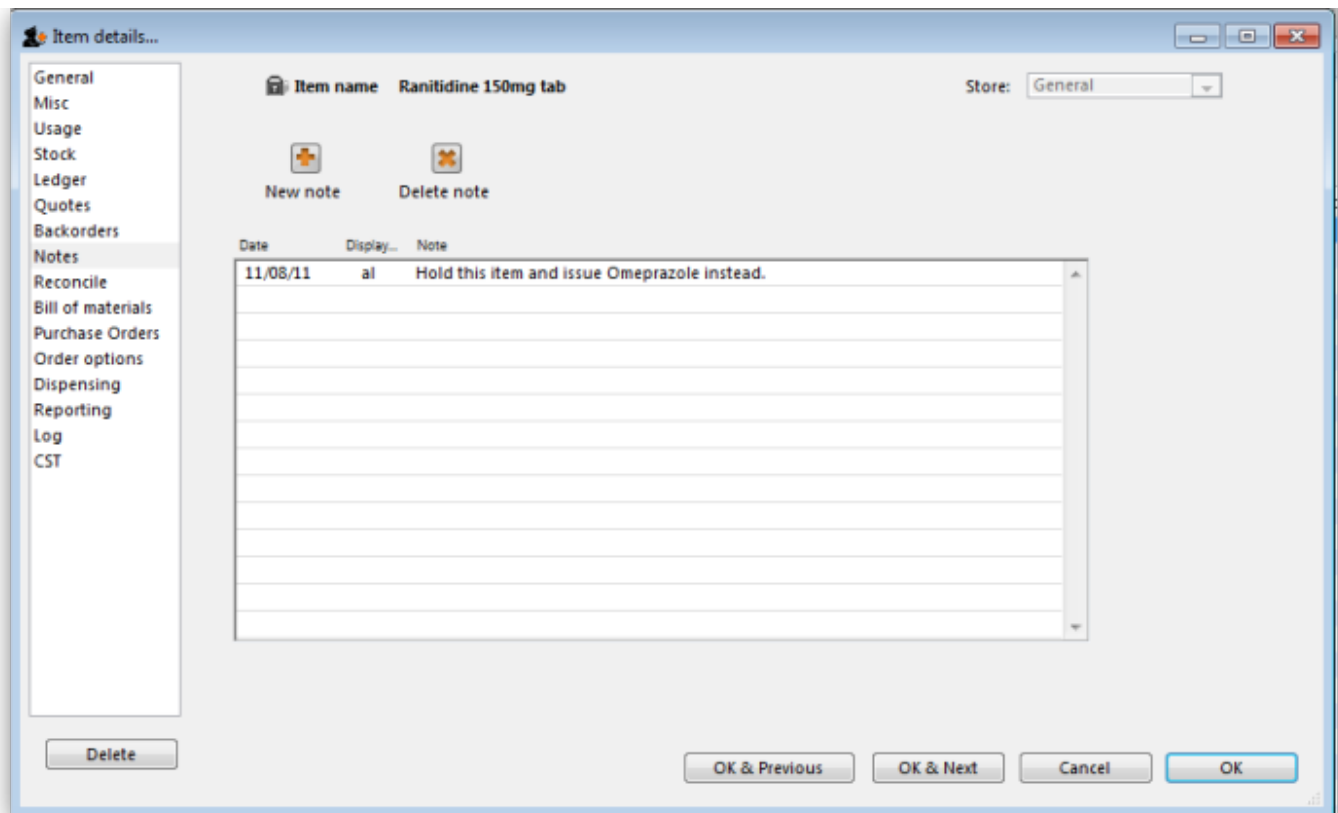 Item details...
General
Misc
Usage
Stock
Ledger
Quotes
Backorders
Notes
Reconcile
Bill of materials
Purchase Orders
Order options
Dispensing
Reporting
Log
CST
Delete
Item name Ranitidine 150mg tab
Store: General
New note Delete note
Date Display... Note
11/08/11 al Hold this item and issue Omeprazole instead.
OK & Previous OK & Next Cancel OK